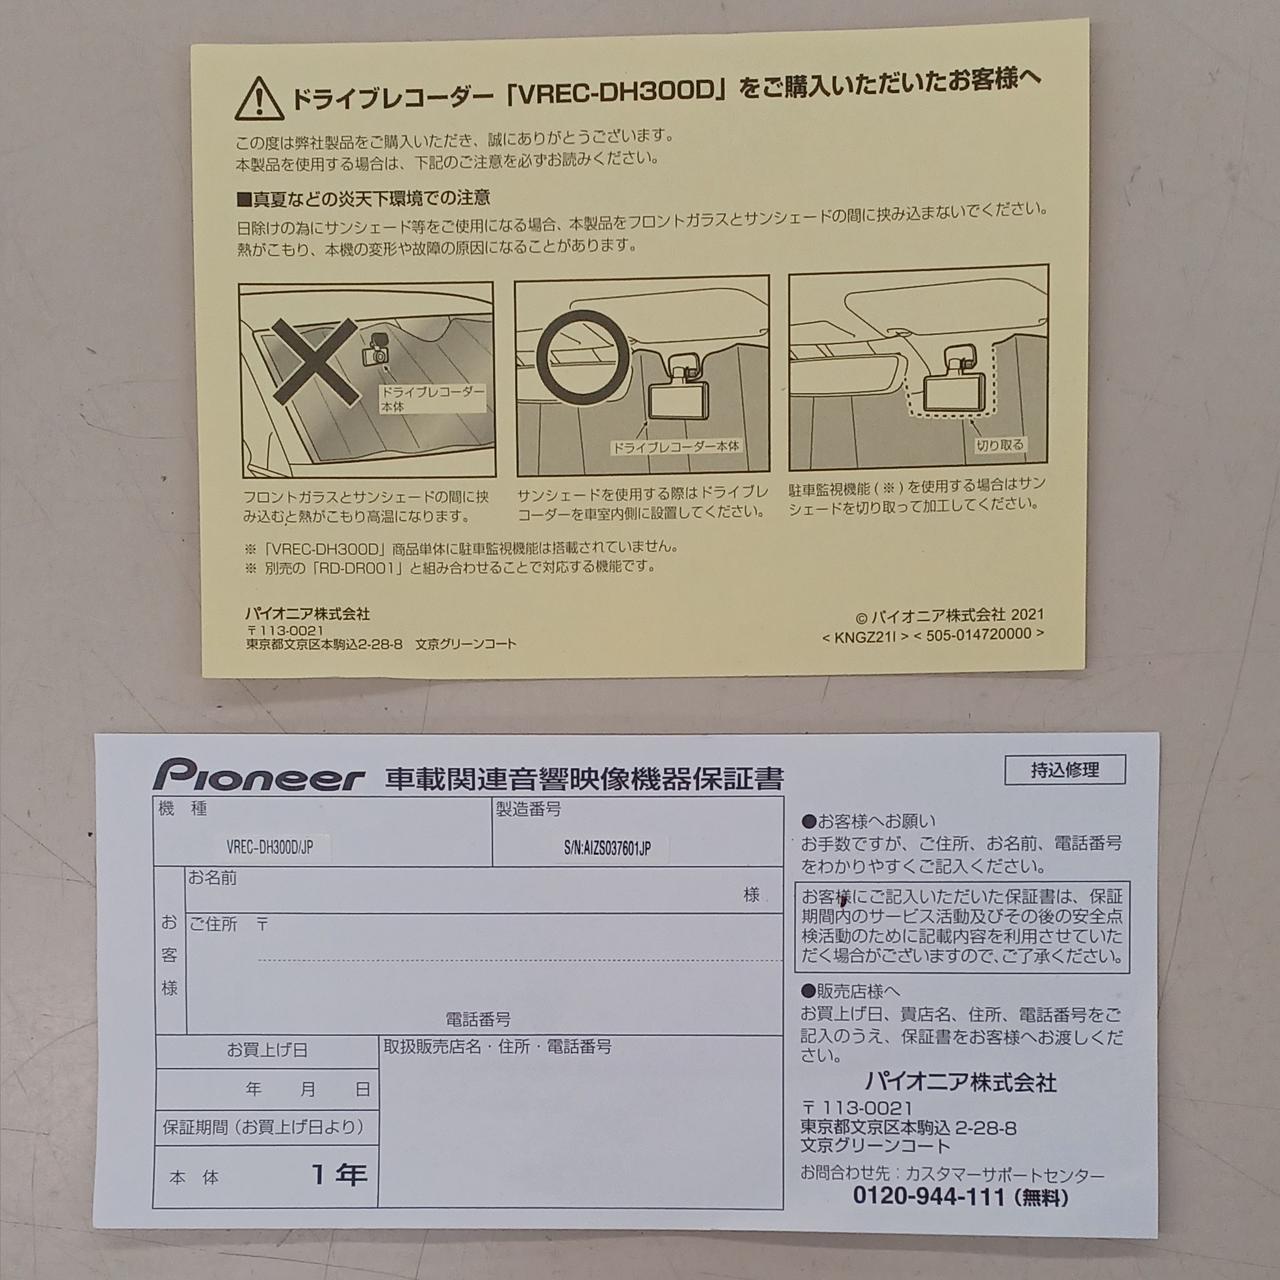 ドライブレコーダー「VREC-DH300D」をご購入いただいたお客様へ
この度は弊社製品をご購入いただき、誠にありがとうございます。
本製品を使用する場合は、下記のご注意を必ずお読みください。
■真夏などの炎天下環境での注意
日除けの為にサンシェード等をご使用になる場合、本製品をフロントガラスとサンシェードの間に挟み込まないでください。
熱がこもり、本機の変形や故障の原因になることがあります。
ドライブレコーダー
本体
ドライブレコーダー本体
切り取る
フロントガラスとサンシェードの間に挟
み込むと熱がこもり高温になります。
サンシェードを使用する際はドライブレ
コーダーを車室内側に設置してください。
駐車監視機能(※)を使用する場合はサン
シェードを切り取って加工してください。
※「VREC-DH300D」商品単体に駐車監視機能は搭載されていません。
※ 別売の「RD-DR001」と組み合わせることで対応する機能です。
パイオニア株式会社
〒113-0021
東京都文京区本駒込2-28-8 文京グリーンコート
© パイオニア株式会社 2021
< KNGZ21I > < 505-014720000 >
Pioneer 車載関連音響映像機器保証書
持込修理
機 種
VREC-DH300D/JP
製造番号
S/N:AIZS037601JP
お客様
お名前
様
ご住所 〒
電話番号
お買上げ日
年 月 日
保証期間(お買上げ日より)
本 体 1年
取扱販売店名・住所・電話番号
●お客様へお願い
お手数ですが、ご住所、お名前、電話番号
をわかりやすくご記入ください。
お客様にご記入いただいた保証書は、保証
期間内のサービス活動及びその後の安全点
検活動のために記載内容を利用させていた
だく場合がございますので、ご了承ください。
●販売店様へ
お買上げ日、貴店名、住所、電話番号をご
記入のうえ、保証書をお客様へお渡しくだ
さい。
パイオニア株式会社
〒113-0021
東京都文京区本駒込 2-28-8
文京グリーンコート
お問合わせ先：カスタマーサポートセンター
0120-944-111（無料）